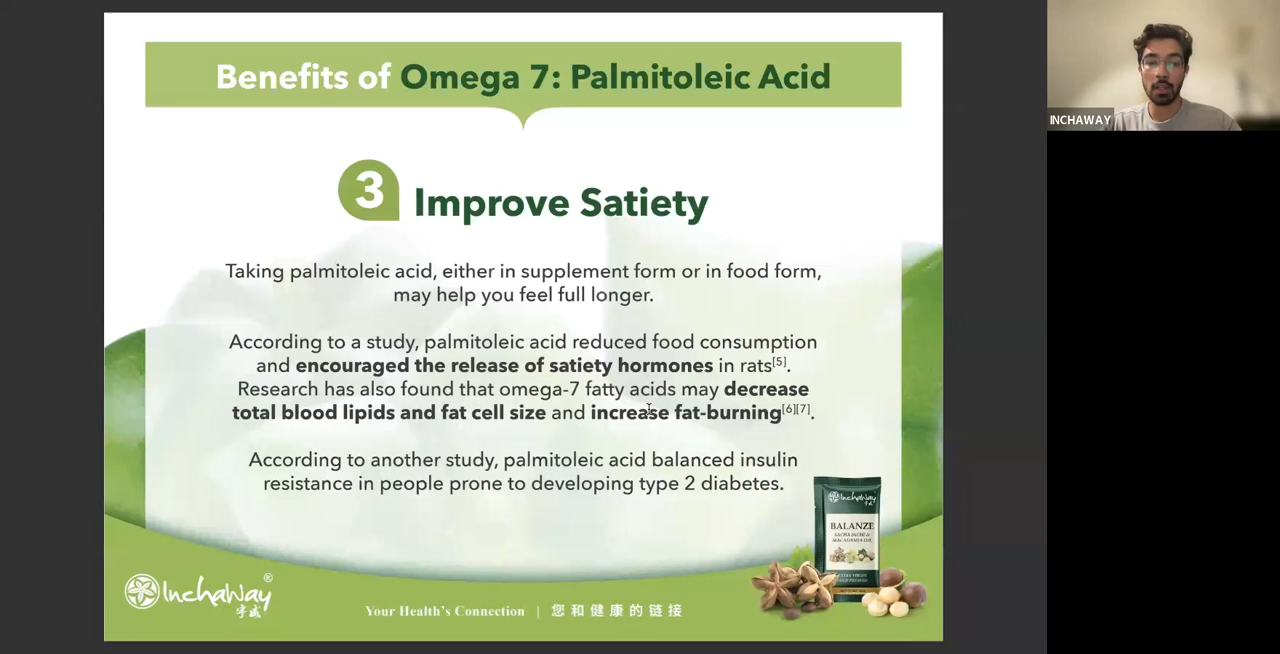 Benefits of Omega 7: Palmitoleic Acid
INCHAWAY
3 Improve Satiety
Taking palmitoleic acid, either in supplement form or in food form,
may help you feel full longer.
According to a study, palmitoleic acid reduced food consumption
and encouraged the release of satiety hormones in rats[5].
Research has also found that omega-7 fatty acids may decrease
total blood lipids and fat cell size and increase fat-burning[6][7].
According to another study, palmitoleic acid balanced insulin
resistance in people prone to developing type 2 diabetes.
InchaWay
BALANZE
SACHA INCHI &
MACADAMIA OIL
InchaWay®
宇威
Your Health's Connection | 您和健康的链接